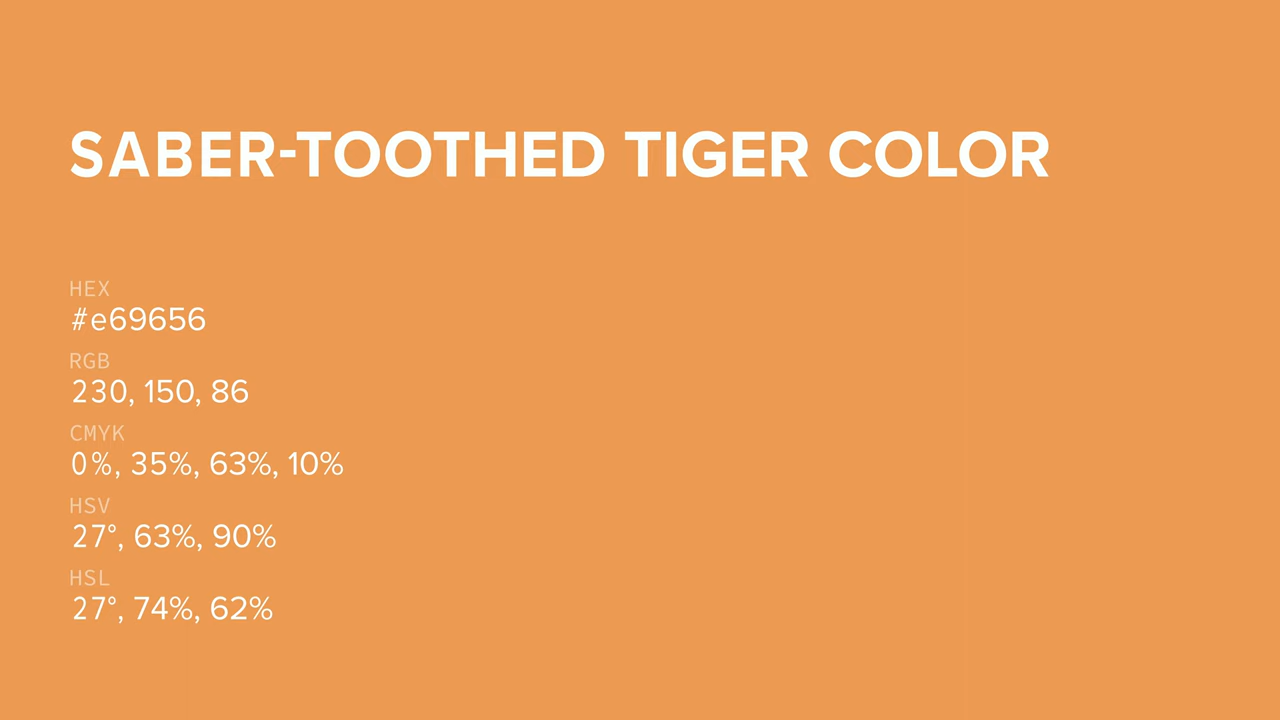 SABER-TOOTHED TIGER COLOR
HEX
#e69656
RGB
230, 150, 86
CMYK
0%, 35%, 63%, 10%
HSV
27°, 63%, 90%
HSL
27°, 74%, 62%